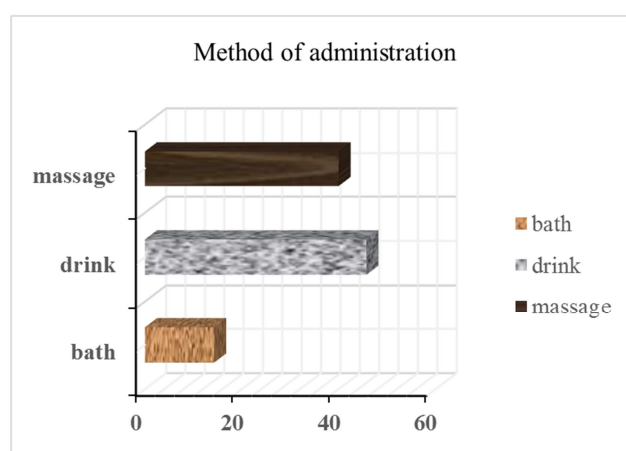 Method of administration
massage
drink
bath
0 20 40 60
bath
drink
massage